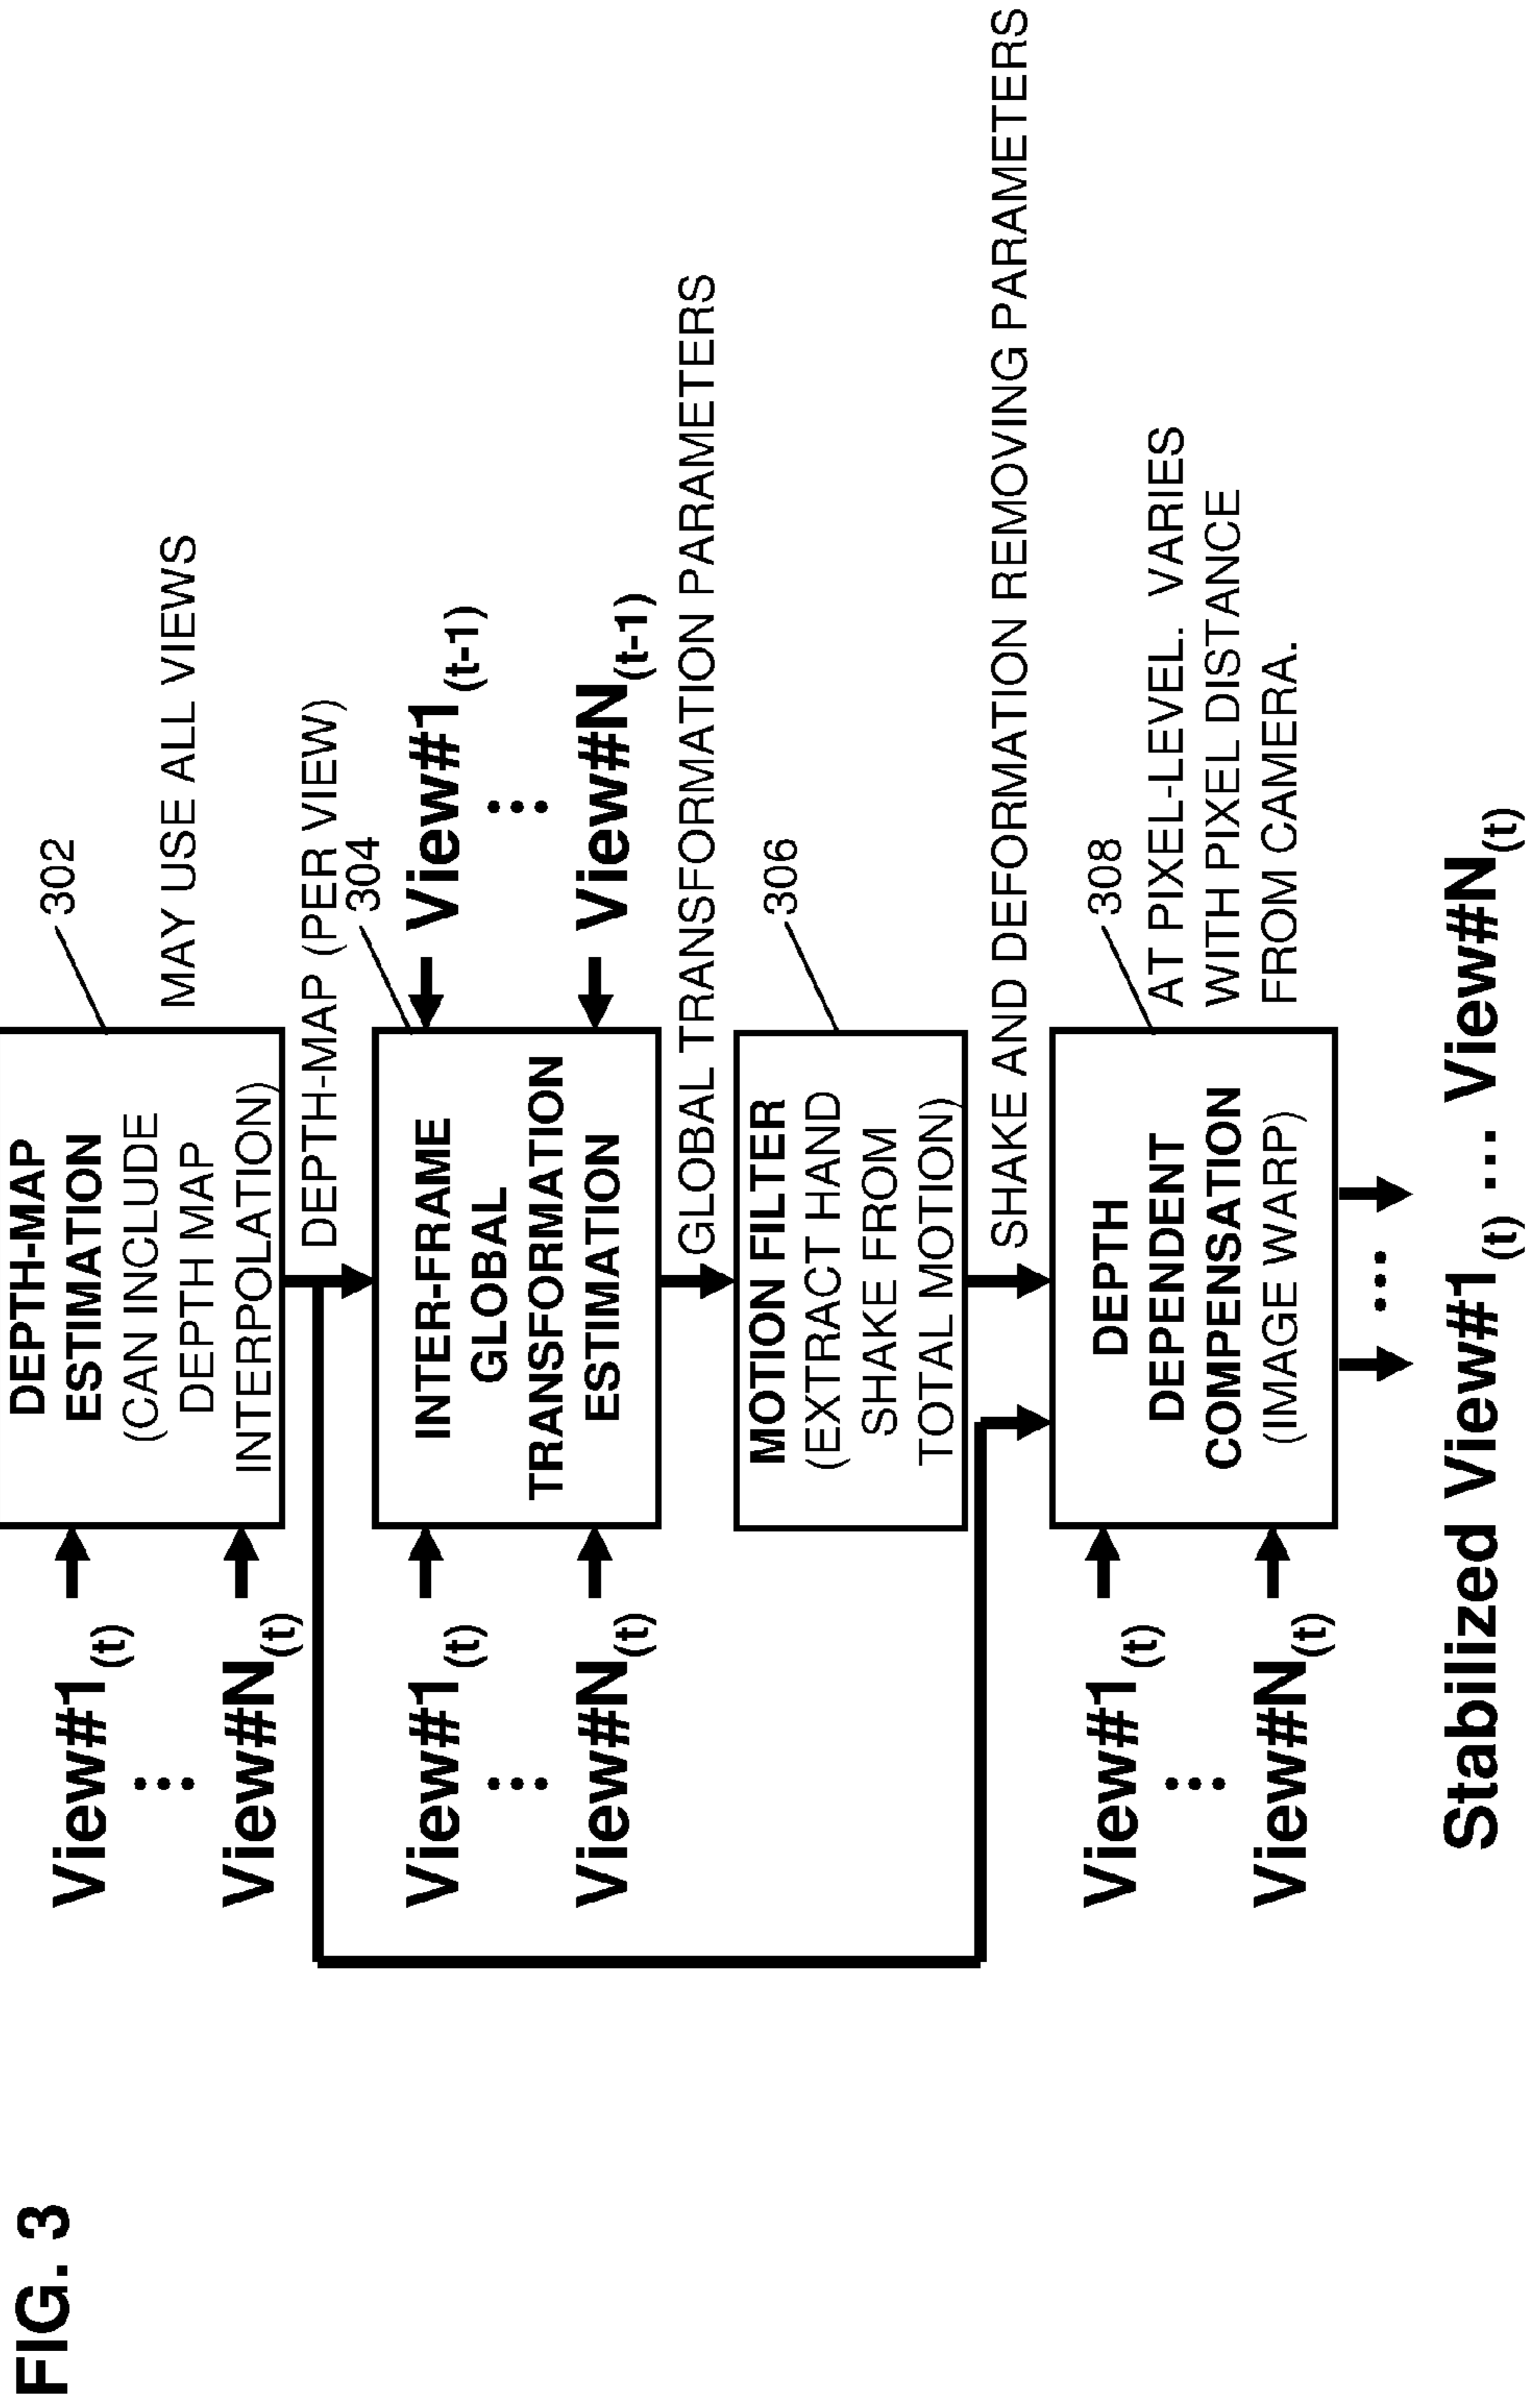 FIG. 3
302
DEPTH-MAP
ESTIMATION
(CAN INCLUDE
DEPTH MAP
INTERPOLATION)
MAY USE ALL VIEWS
View#1(t)
⋮
View#N(t)
DEPTH-MAP (PER VIEW)
304
INTER-FRAME
GLOBAL
TRANSFORMATION
ESTIMATION
View#1(t)
⋮
View#N(t)
View#1(t-1)
⋮
View#N(t-1)
GLOBAL TRANSFORMATION PARAMETERS
306
MOTION FILTER
(EXTRACT HAND
SHAKE FROM
TOTAL MOTION)
SHAKE AND DEFORMATION REMOVING PARAMETERS
308
DEPTH
DEPENDENT
COMPENSATION
(IMAGE WARP)
AT PIXEL-LEVEL. VARIES
WITH PIXEL DISTANCE
FROM CAMERA.
View#1(t)
⋮
View#N(t)
...
Stabilized View#1(t) ... View#N(t)